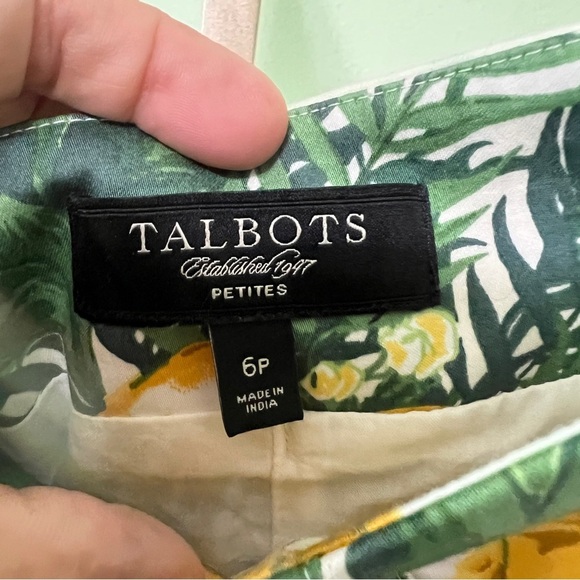 TALBOTS
Established 1947
PETITES
6P
MADE IN
INDIA